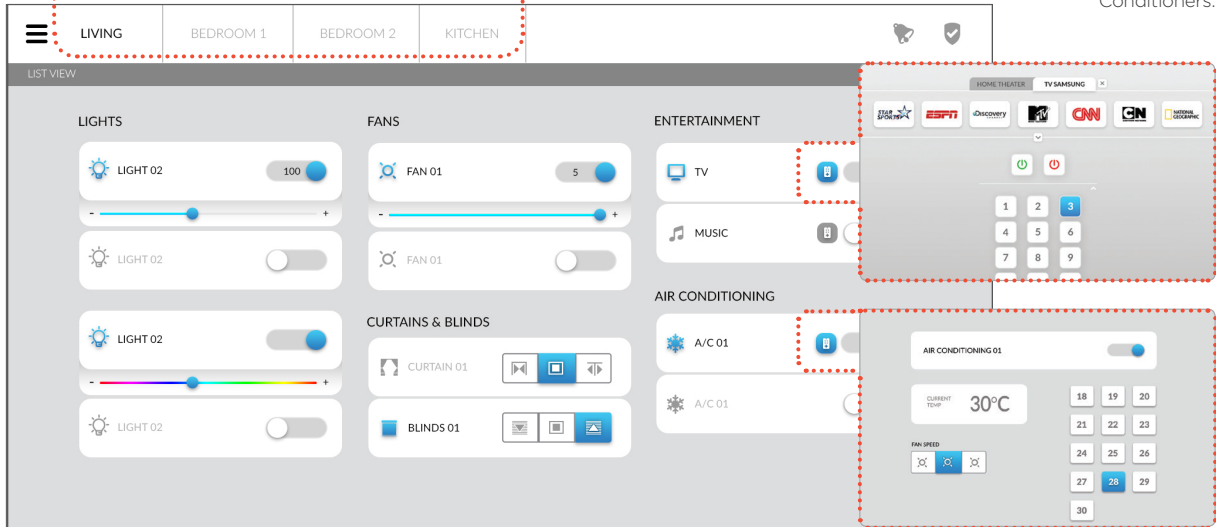 Conditioners.
LIVING
BEDROOM 1
BEDROOM 2
KITCHEN
LIST VIEW
LIGHTS
LIGHT 02
100
- +
LIGHT 02
LIGHT 02
- +
LIGHT 02
FANS
FAN 01
5
- +
FAN 01
CURTAINS & BLINDS
CURTAIN 01
BLINDS 01
ENTERTAINMENT
TV
MUSIC
AIR CONDITIONING
A/C 01
A/C 01
HOME THEATER
TV SAMSUNG
STAR SPORTS
ESPN
Discovery
MTV
CNN
CN
NATIONAL
GEOGRAPHIC
1 2 3
4 5 6
7 8 9
AIR CONDITIONING 01
CURRENT
TEMP
30°C
FAN SPEED
18 19 20
21 22 23
24 25 26
27 28 29
30